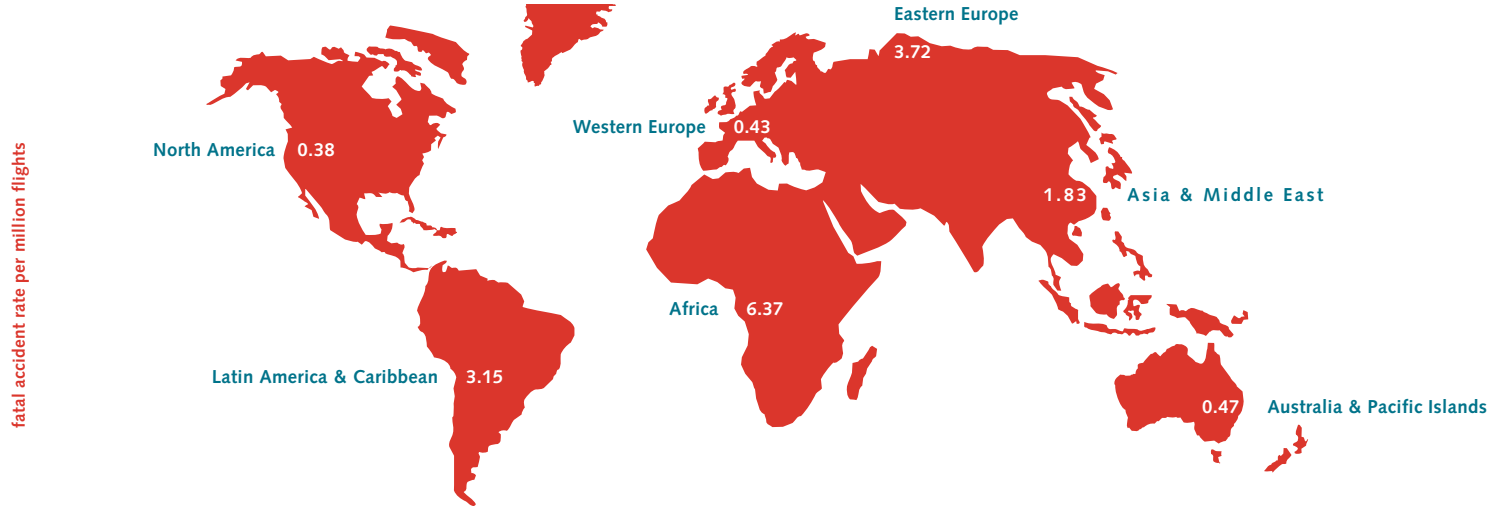 Eastern Europe
3.72
Western Europe 0.43
North America 0.38
1.83 Asia & Middle East
Africa 6.37
Latin America & Caribbean 3.15
0.47 Australia & Pacific Islands
fatal accident rate per million flights